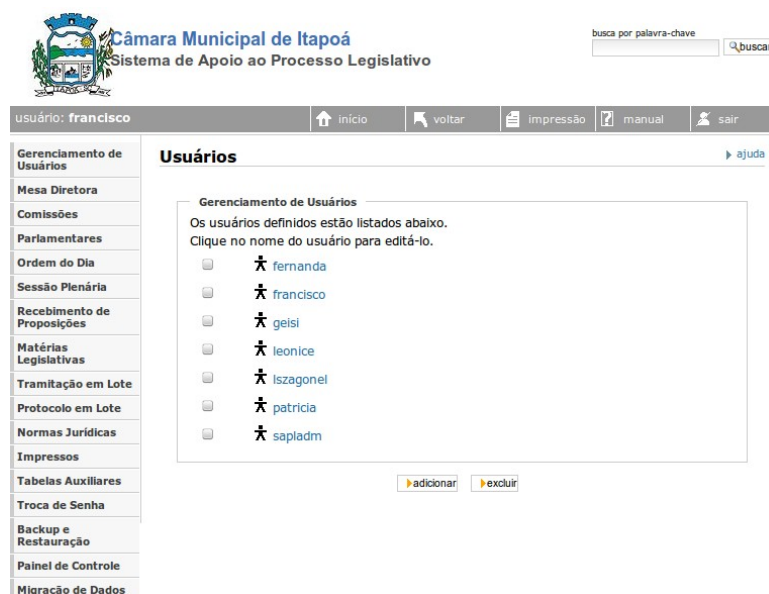 Câmara Municipal de Itapoá
Sistema de Apoio ao Processo Legislativo
busca por palavra-chave
buscar
usuário: francisco
início
voltar
impressão
manual
sair
Gerenciamento de
Usuários
Mesa Diretora
Comissões
Parlamentares
Ordem do Dia
Sessão Plenária
Recebimento de
Proposições
Matérias
Legislativas
Tramitação em Lote
Protocolo em Lote
Normas Jurídicas
Impressos
Tabelas Auxiliares
Troca de Senha
Backup e
Restauração
Painel de Controle
Migração de Dados
Usuários
ajuda
Gerenciamento de Usuários
Os usuários definidos estão listados abaixo.
Clique no nome do usuário para editá-lo.
fernanda
francisco
geisi
leonice
lszagonel
patricia
sapladm
adicionar
excluir